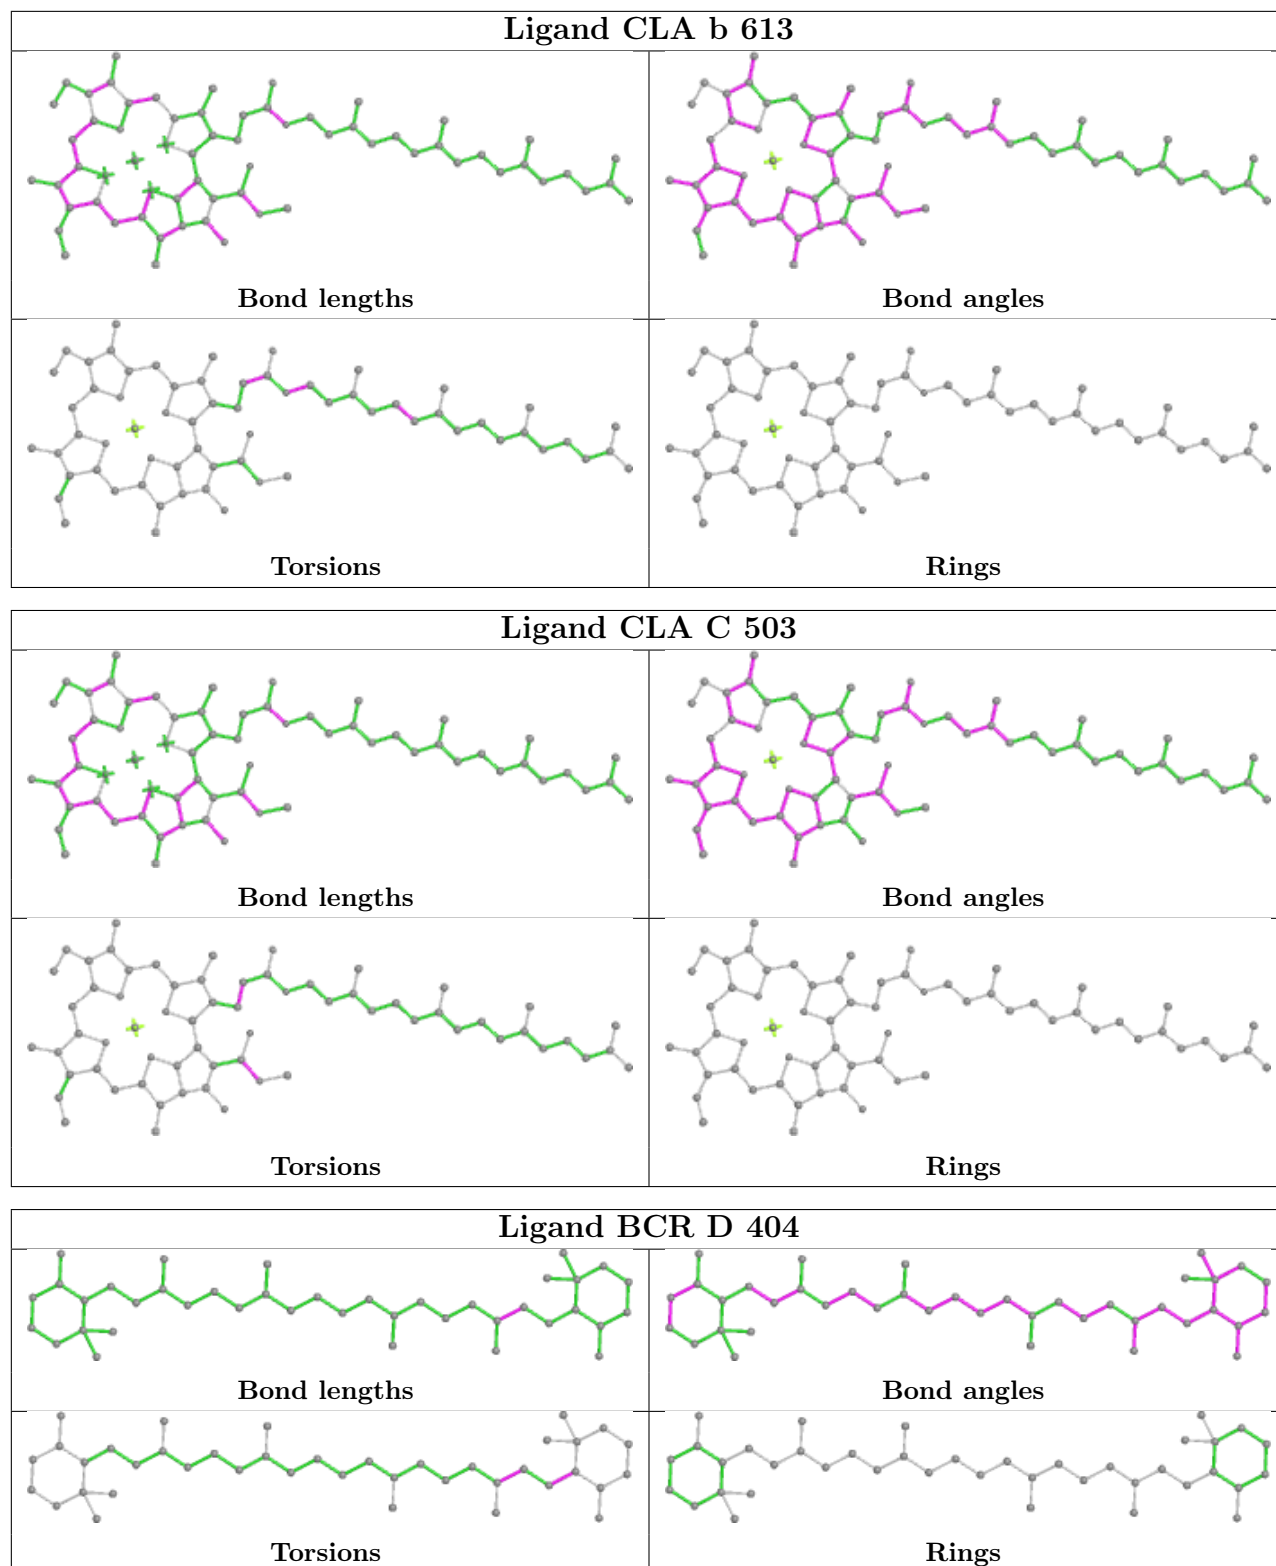 Ligand CLA b 613
Bond lengths
Bond angles
Torsions
Rings
Ligand CLA C 503
Bond lengths
Bond angles
Torsions
Rings
Ligand BCR D 404
Bond lengths
Bond angles
Torsions
Rings